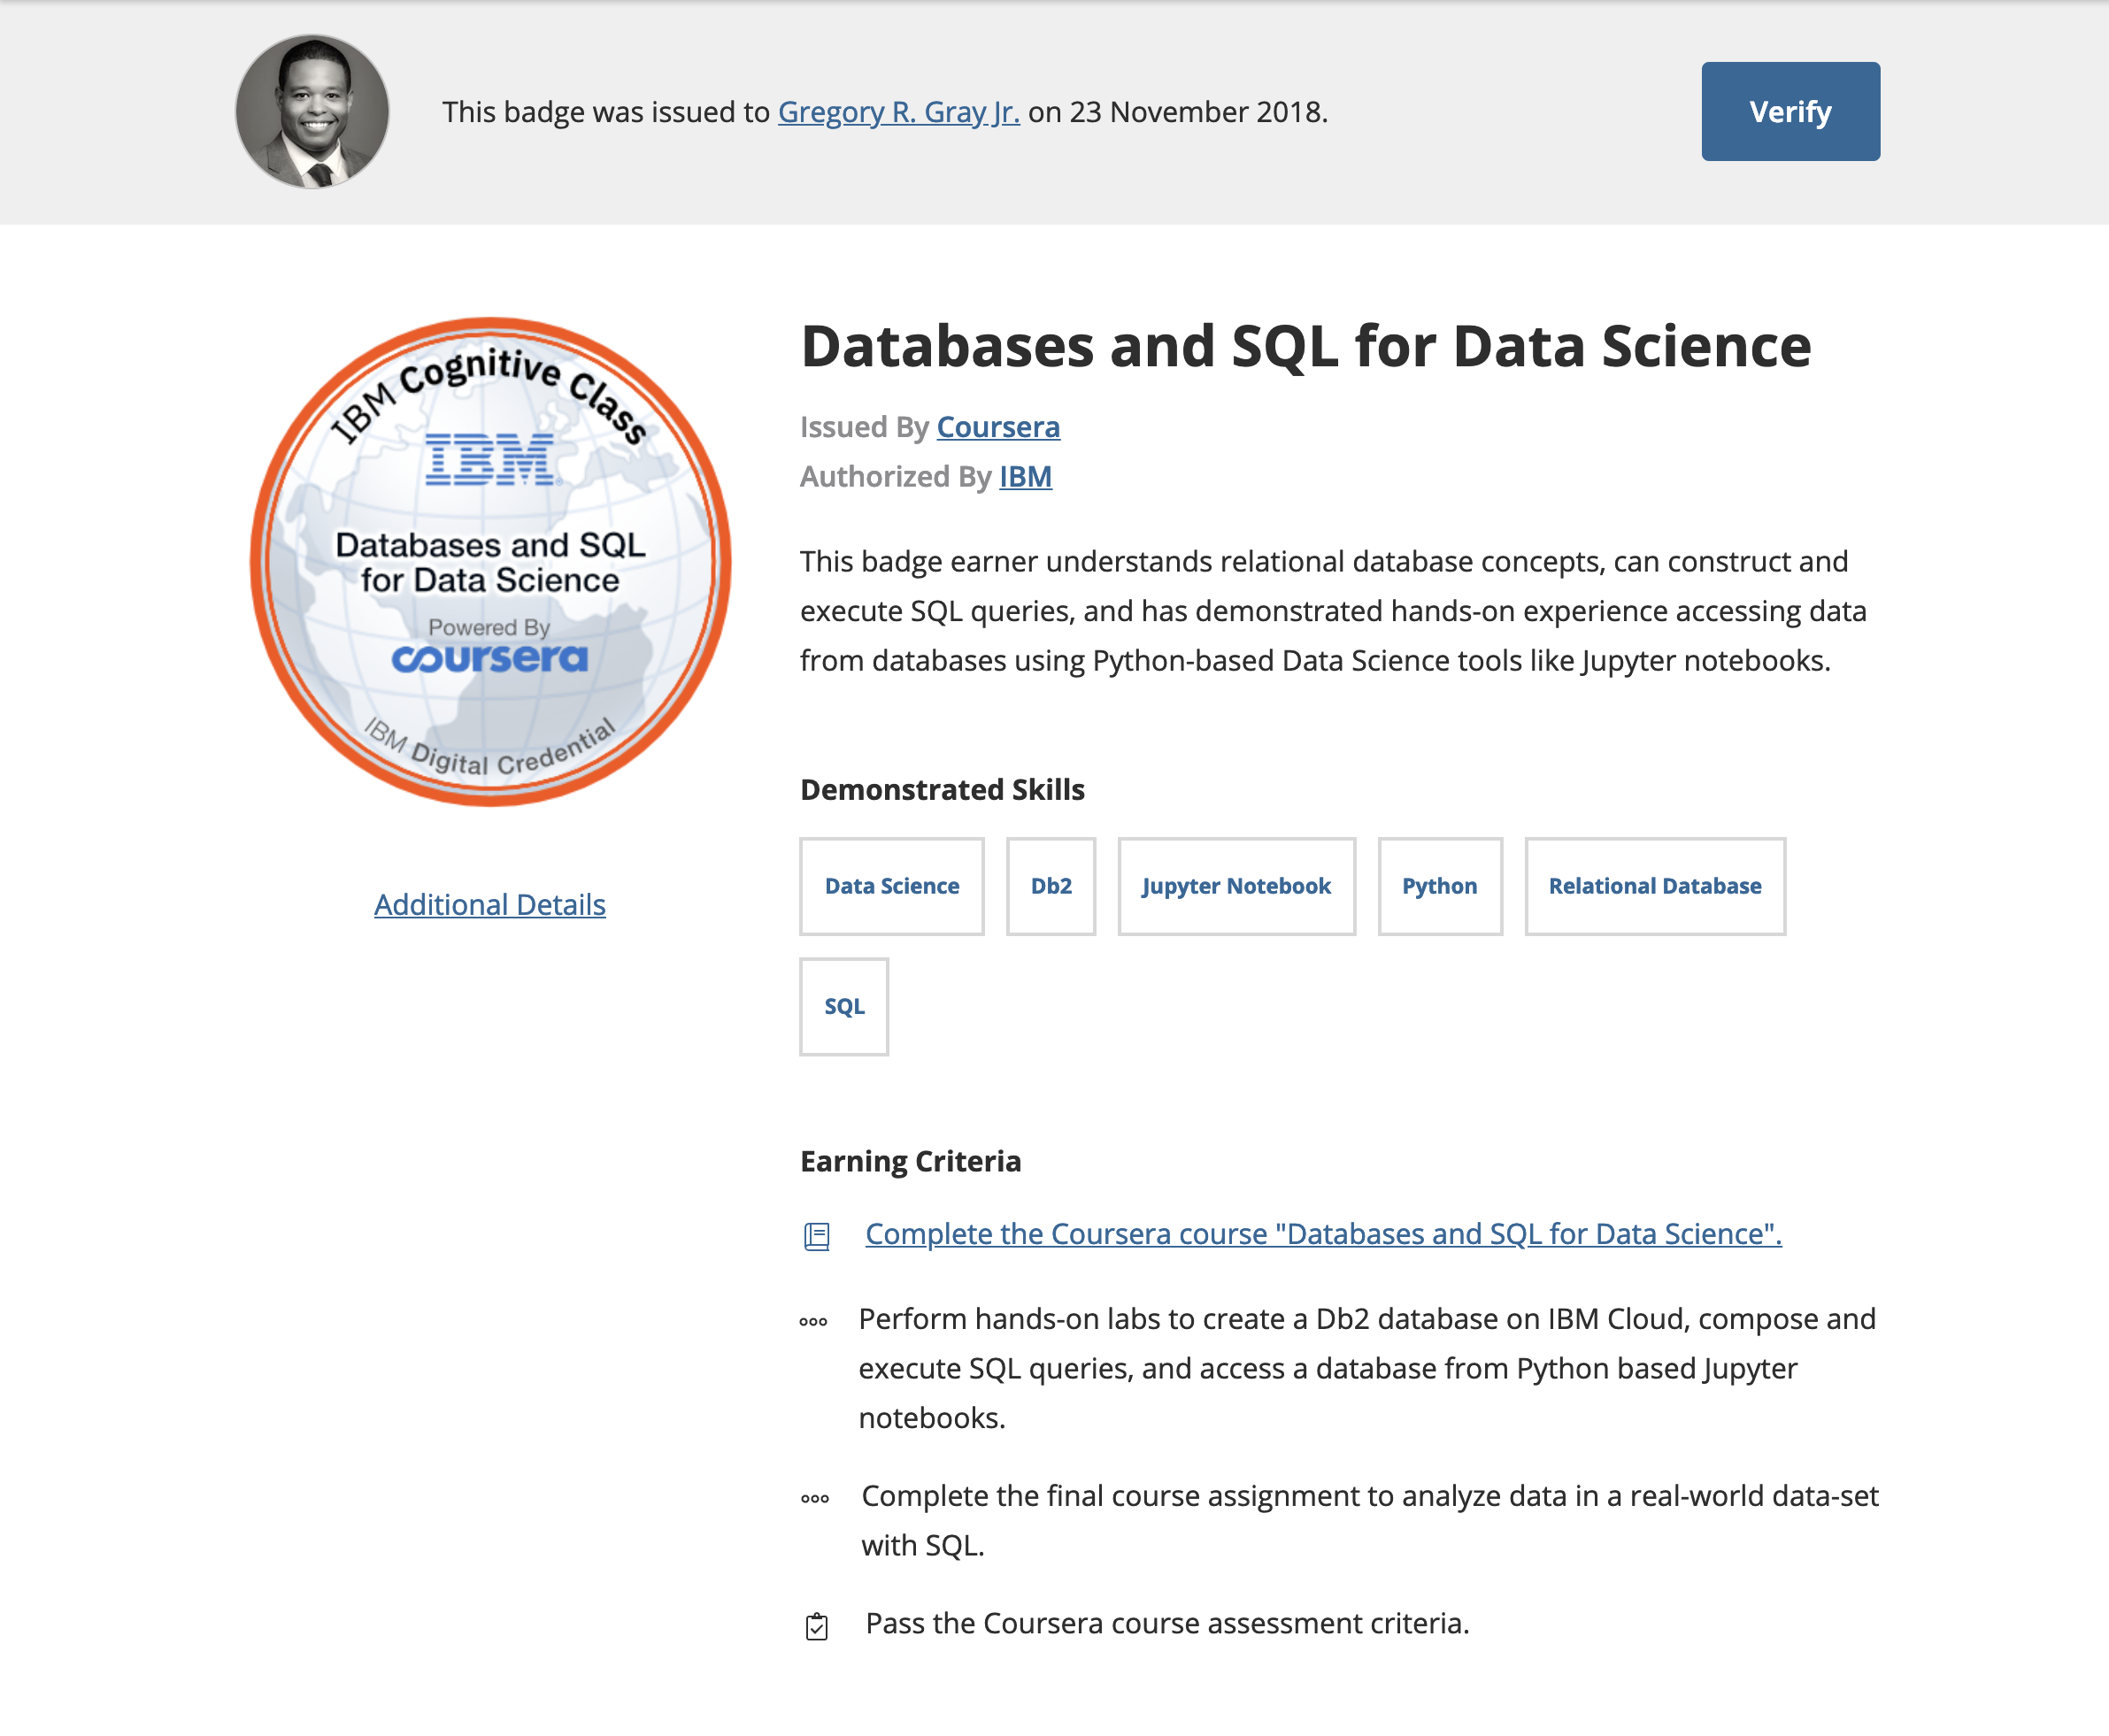 This badge was issued to Gregory R. Gray Jr. on 23 November 2018.
Verify
IBM Cognitive Class
IBM®
Databases and SQL
for Data Science
Powered By
coursera
IBM Digital Credential
Additional Details
Databases and SQL for Data Science
Issued By Coursera
Authorized By IBM
This badge earner understands relational database concepts, can construct and
execute SQL queries, and has demonstrated hands-on experience accessing data
from databases using Python-based Data Science tools like Jupyter notebooks.
Demonstrated Skills
Data Science
Db2
Jupyter Notebook
Python
Relational Database
SQL
Earning Criteria
Complete the Coursera course "Databases and SQL for Data Science".
Perform hands-on labs to create a Db2 database on IBM Cloud, compose and
execute SQL queries, and access a database from Python based Jupyter
notebooks.
Complete the final course assignment to analyze data in a real-world data-set
with SQL.
Pass the Coursera course assessment criteria.